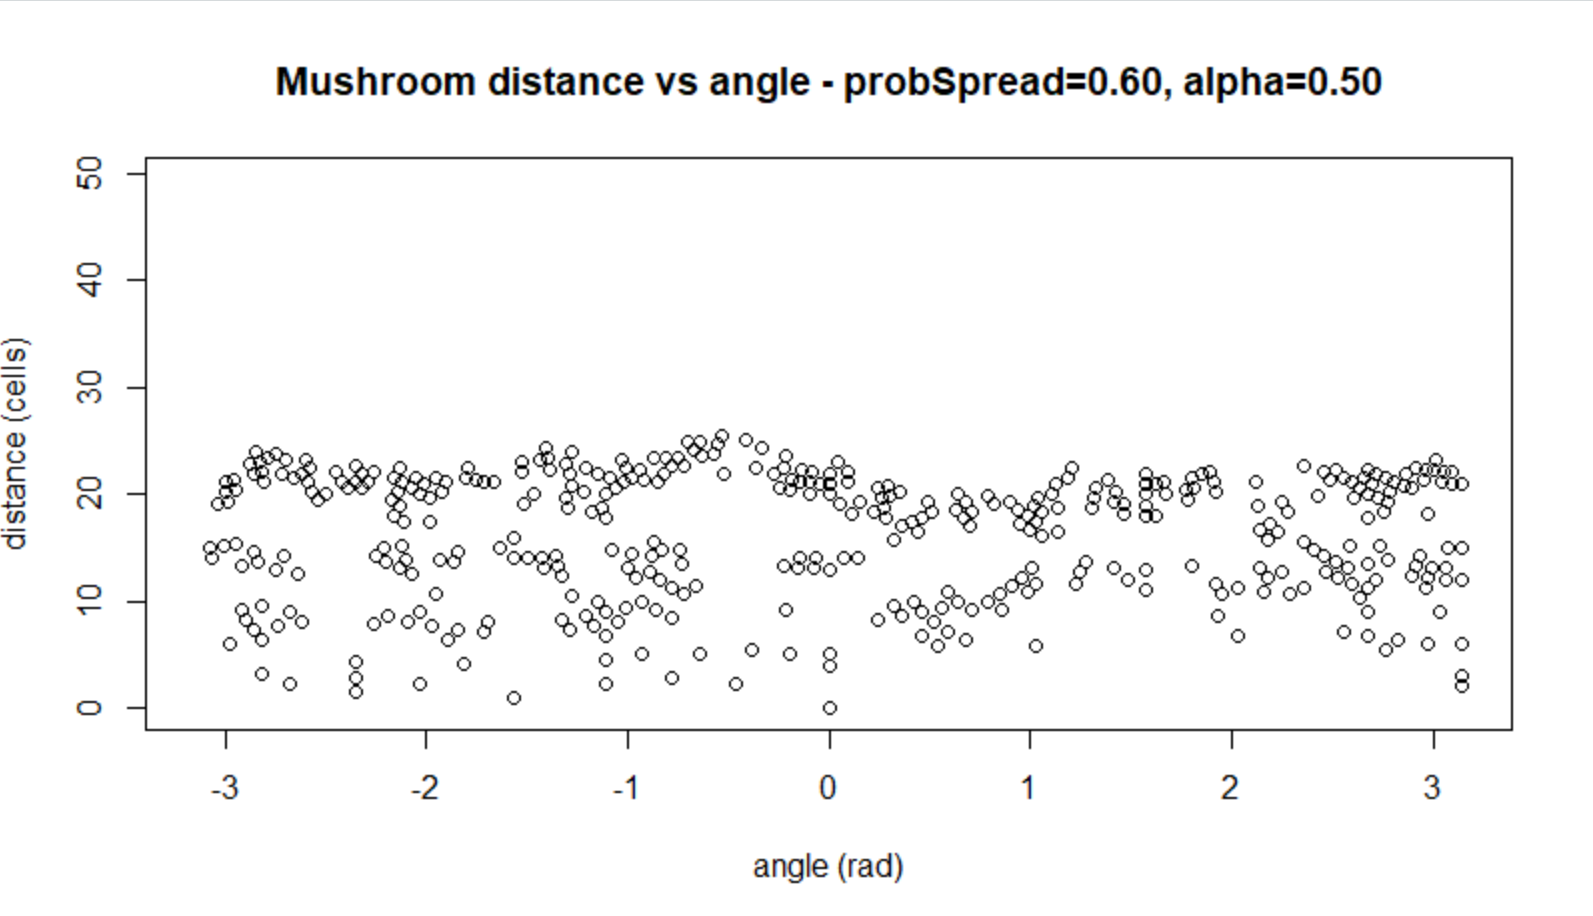 Mushroom distance vs angle - probSpread=0.60, alpha=0.50
distance (cells)
50
40
30
20
10
0
-3 -2 -1 0 1 2 3
angle (rad)